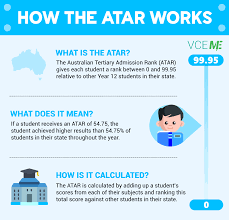 HOW THE ATAR WORKS
VCE ME
99.95
WHAT IS THE ATAR?
The Australian Tertiary Admission Rank (ATAR)
gives each student a rank between 0 and 99.95
relative to other Year 12 students in their state.
WHAT DOES IT MEAN?
If a student receives an ATAR of 54.75, the
student achieved higher results than 54.75%
of students in their state throughout the year.
HOW IS IT CALCULATED?
The ATAR is calculated by adding up a student's
scores from each of their subjects and ranking this
total score against other students in their state.
0